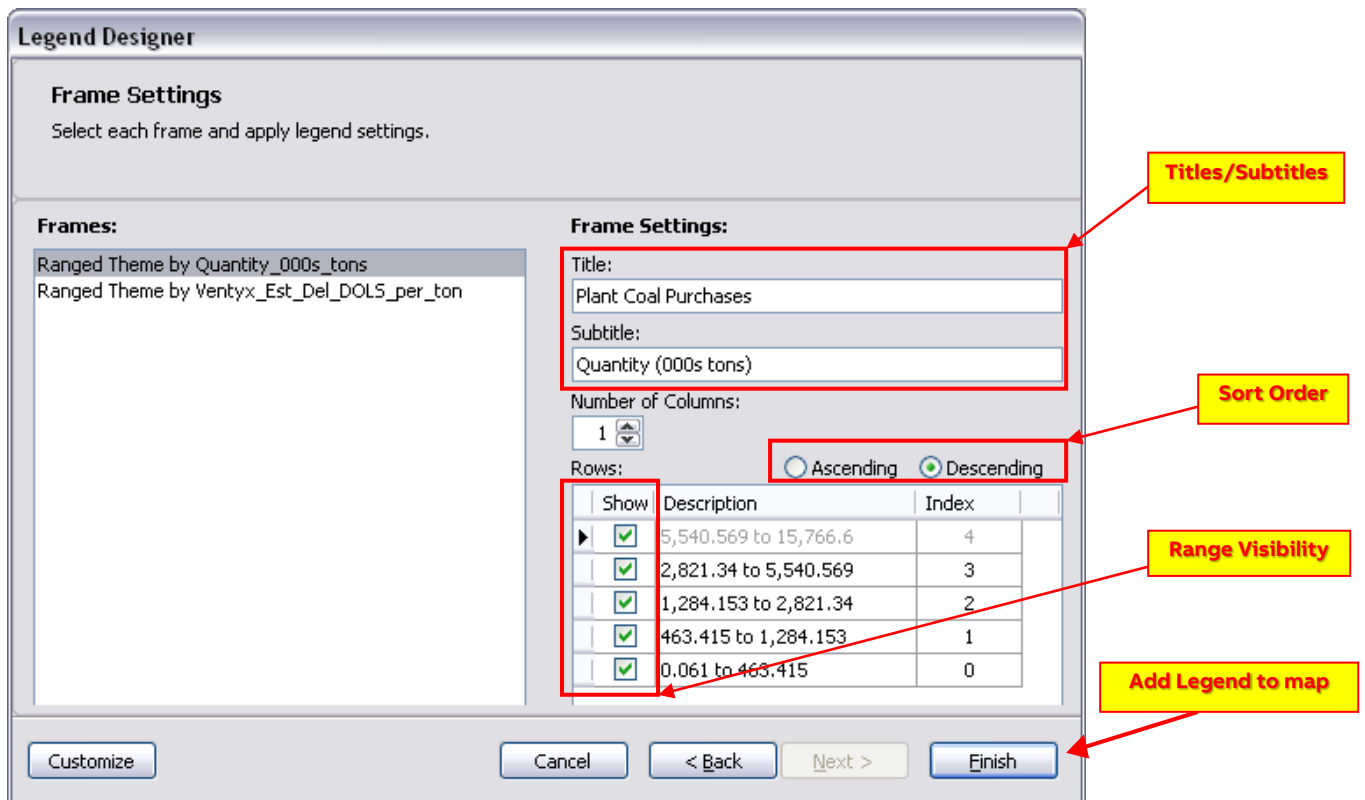 Legend Designer
Frame Settings
Select each frame and apply legend settings.
Titles/Subtitles
Frames:
Ranged Theme by Quantity_000s_tons
Ranged Theme by Ventyx_Est_Del_DOLS_per_ton
Frame Settings:
Title:
Plant Coal Purchases
Subtitle:
Quantity (000s tons)
Number of Columns:
1
Sort Order
Rows:
Ascending
Descending
Show Description Index
5,540.569 to 15,766.6 4
2,821.34 to 5,540.569 3
1,284.153 to 2,821.34 2
463.415 to 1,284.153 1
0.061 to 463.415 0
Range Visibility
Add Legend to map
Customize
Cancel
< Back
Next >
Finish